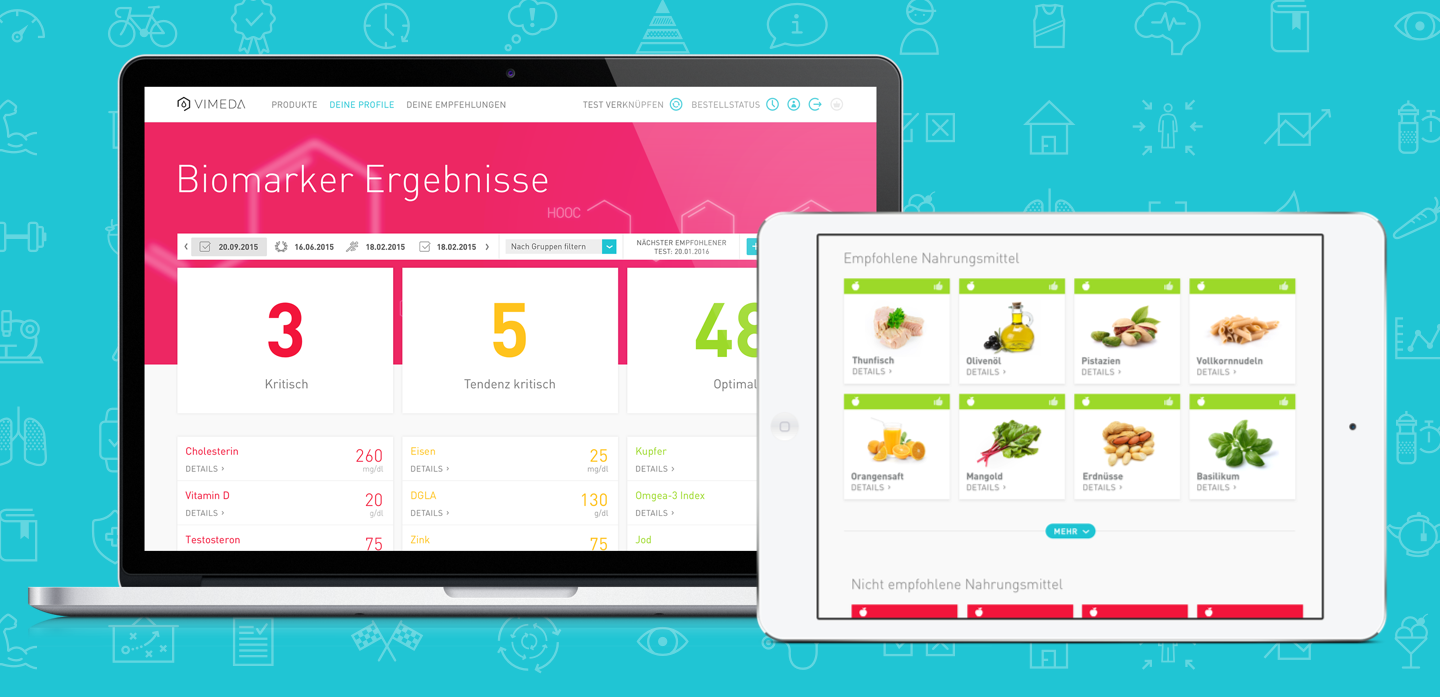 VIMEDA PRODUKTE DEINE PROFILE DEINE EMPFEHLUNGEN TEST VERKNÜPFEN BESTELLSTATUS
Biomarker Ergebnisse
HOOC
20.09.2015 16.06.2015 18.02.2015 18.02.2015 Nach Gruppen filtern
NÄCHSTER EMPFOHLENER
TEST: 20.01.2016
3
Kritisch
5
Tendenz kritisch
48
Optimal
Cholesterin 260
mg/dl
DETAILS ›
Vitamin D 20
g/dl
DETAILS ›
Testosteron 75
Eisen 25
mg/dl
DETAILS ›
DGLA 130
g/dl
DETAILS ›
Zink 75
Kupfer
DETAILS ›
Omgea-3 Index
DETAILS ›
Jod
Empfohlene Nahrungsmittel
Thunfisch
DETAILS ›
Olivenöl
DETAILS ›
Pistazien
DETAILS ›
Vollkornnudeln
DETAILS ›
Orangensaft
DETAILS ›
Mangold
DETAILS ›
Erdnüsse
DETAILS ›
Basilikum
DETAILS ›
MEHR
Nicht empfohlene Nahrungsmittel